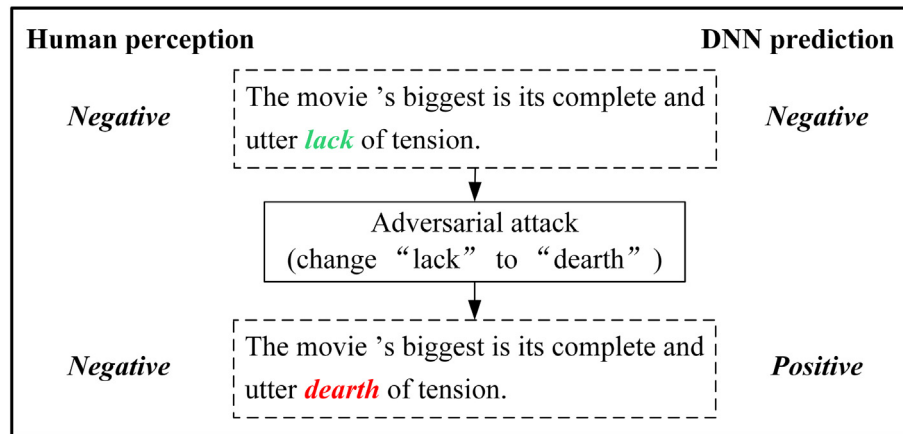 Human perception
DNN prediction
Negative
The movie ’s biggest is its complete and
utter lack of tension.
Negative
Adversarial attack
(change “lack” to “dearth”)
Negative
The movie ’s biggest is its complete and
utter dearth of tension.
Positive